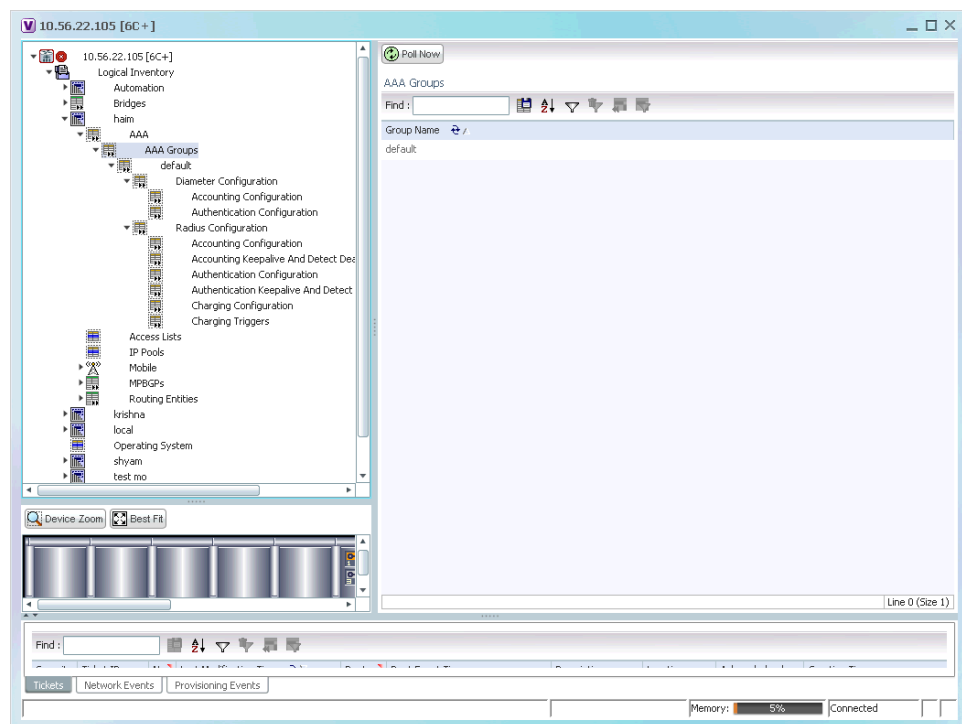 10.56.22.105 [6C+]
10.56.22.105 [6C+]
Logical Inventory
Automation
Bridges
haim
AAA
AAA Groups
default
Diameter Configuration
Accounting Configuration
Authentication Configuration
Radius Configuration
Accounting Configuration
Accounting Keepalive And Detect Dea
Authentication Configuration
Authentication Keepalive And Detect
Charging Configuration
Charging Triggers
Access Lists
IP Pools
Mobile
MPBGPs
Routing Entities
krishna
local
Operating System
shyam
test mo
Poll Now
AAA Groups
Find :
Group Name
default
Line 0 (Size 1)
Device Zoom Best Fit
Find :
Tickets Network Events Provisioning Events
Memory: 5% Connected